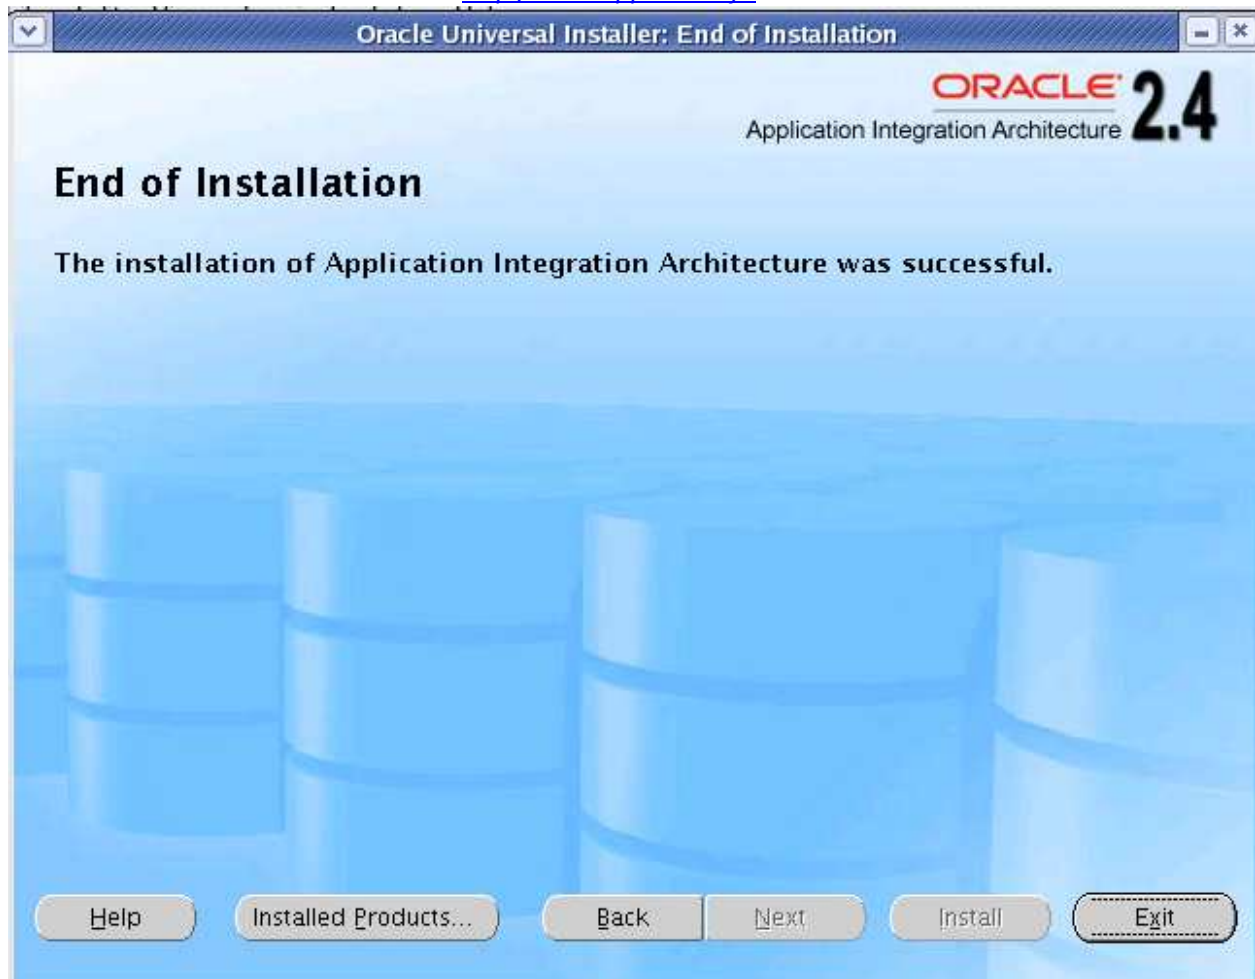 Oracle Universal Installer: End of Installation
ORACLE
Application Integration Architecture 2.4
End of Installation
The installation of Application Integration Architecture was successful.
Help
Installed Products...
Back
Next
Install
Exit